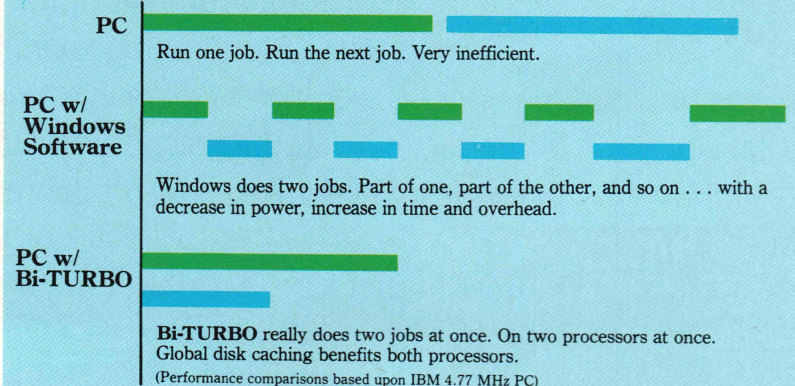 PC
Run one job. Run the next job. Very inefficient.
PC w/
Windows
Software
Windows does two jobs. Part of one, part of the other, and so on . . . with a
decrease in power, increase in time and overhead.
PC w/
Bi-TURBO
Bi-TURBO really does two jobs at once. On two processors at once.
Global disk caching benefits both processors.
(Performance comparisons based upon IBM 4.77 MHz PC)